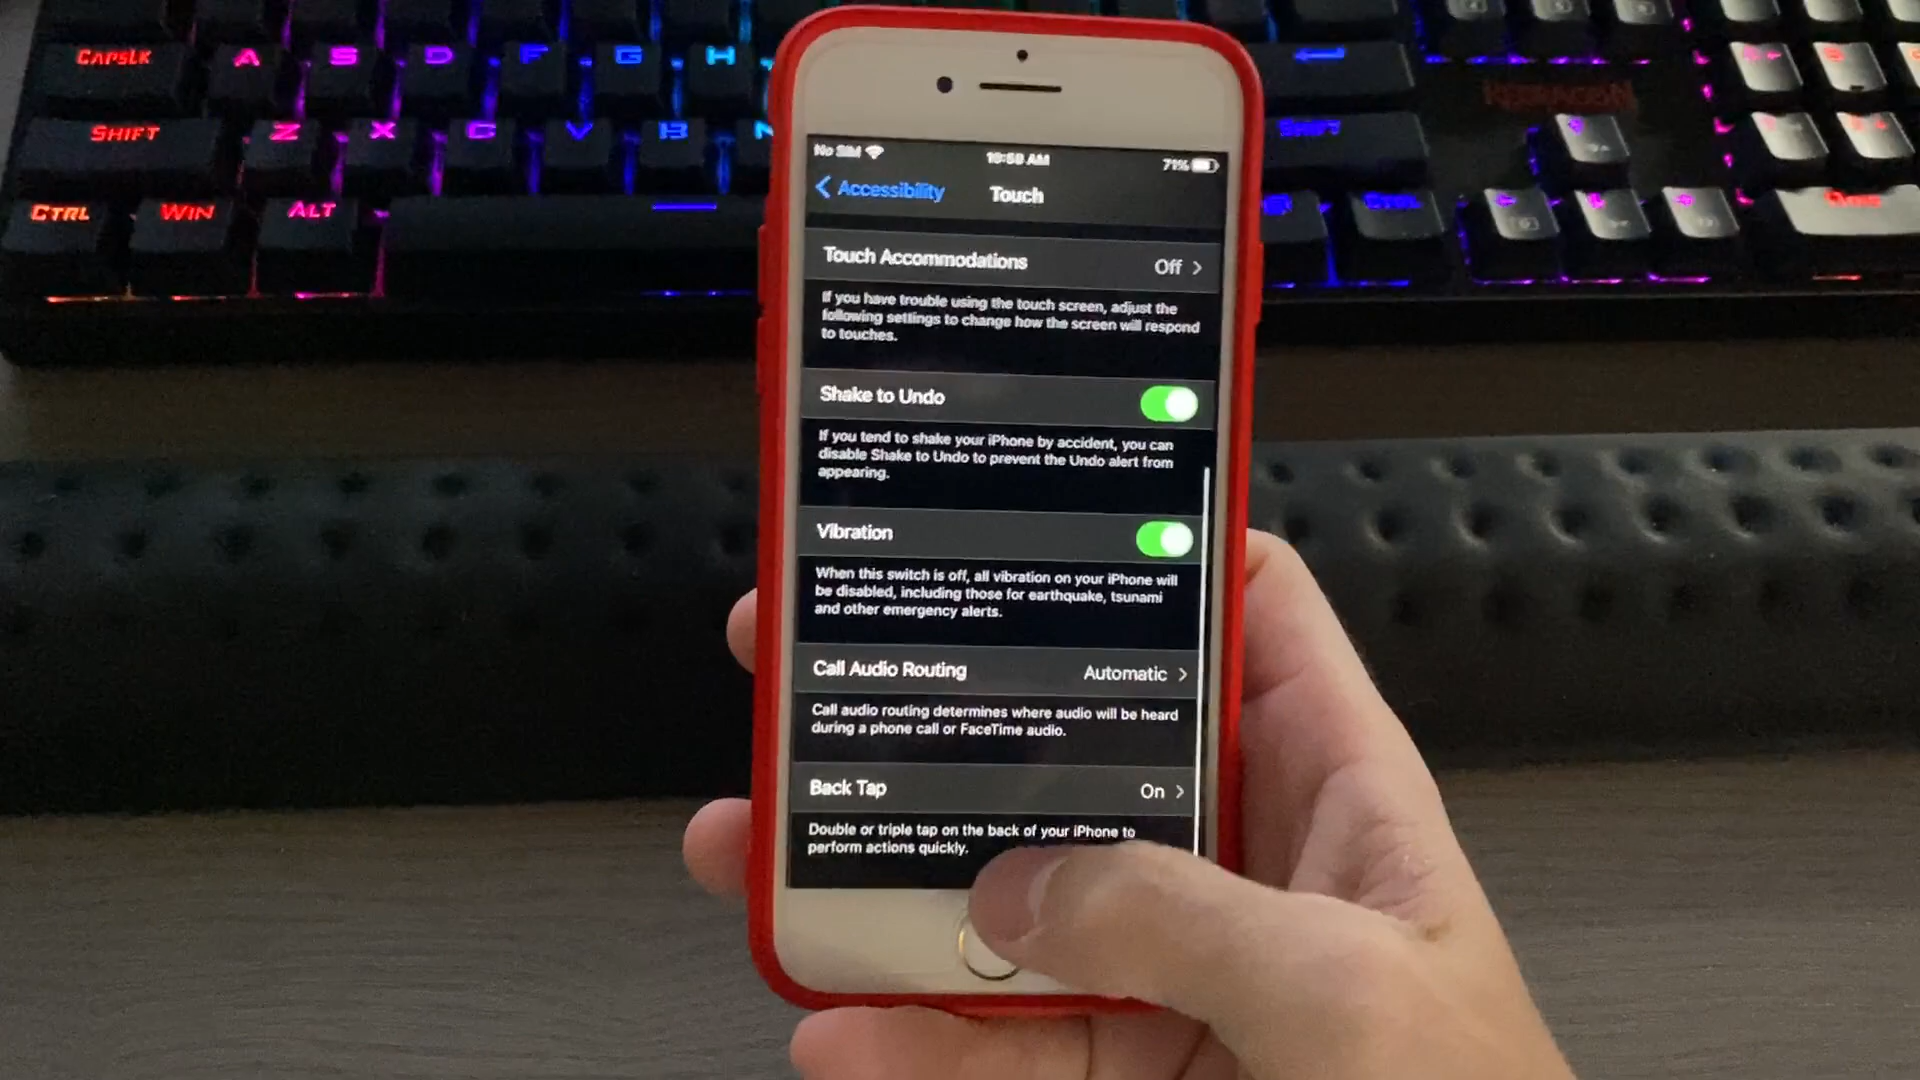 CAPSLK A S D F G H
SHIFT Z X C V B N
SHIFT
CTRL WIN ALT
CTRL
No SIM
10:58 AM
71%
Accessibility
Touch
Touch Accommodations
Off
If you have trouble using the touch screen, adjust the
following settings to change how the screen will respond
to touches.
Shake to Undo
If you tend to shake your iPhone by accident, you can
disable Shake to Undo to prevent the Undo alert from
appearing.
Vibration
When this switch is off, all vibration on your iPhone will
be disabled, including those for earthquake, tsunami
and other emergency alerts.
Call Audio Routing
Automatic
Call audio routing determines where audio will be heard
during a phone call or FaceTime audio.
Back Tap
On
Double or triple tap on the back of your iPhone to
perform actions quickly.